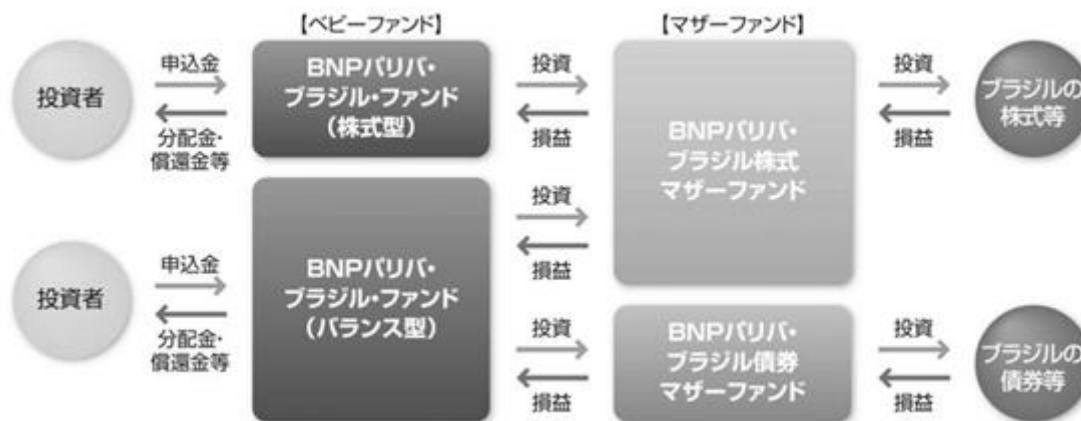 【ベビーファンド】
【マザーファンド】
投資者
申込金
分配金・
償還金等
BNPパリバ・
ブラジル・ファンド
（株式型）
投資
損益
BNPパリバ・
ブラジル株式
マザーファンド
投資
損益
ブラジルの
株式等
投資者
申込金
分配金・
償還金等
BNPパリバ・
ブラジル・ファンド
（バランス型）
投資
損益
投資
損益
BNPパリバ・
ブラジル債券
マザーファンド
投資
損益
ブラジルの
債券等